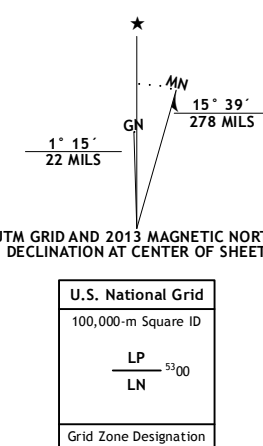 MN
15° 39´
278 MILS
GN
1° 15´
22 MILS
UTM GRID AND 2013 MAGNETIC NORTH
DECLINATION AT CENTER OF SHEET
U.S. National Grid
100,000-m Square ID
LP
5300
LN
Grid Zone Designation